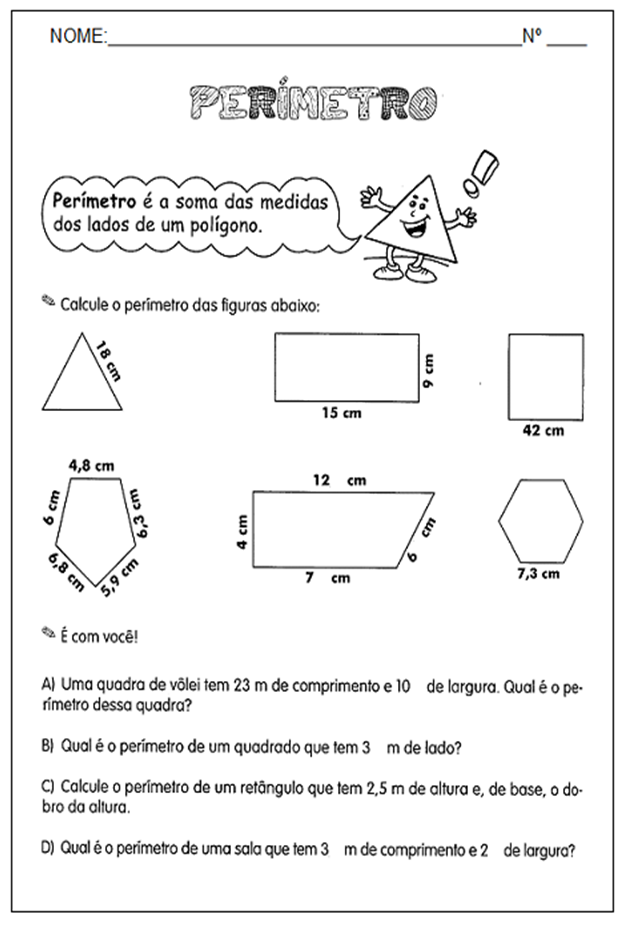 NOME:____________________Nº ____
PERÍMETRO
Perímetro é a soma das medidas
dos lados de um polígono.
Calcule o perímetro das figuras abaixo:
18 cm
15 cm
9 cm
42 cm
4,8 cm
6 cm
6,3 cm
6,8 cm
5,9 cm
12 cm
4 cm
6 cm
7 cm
7,3 cm
É com você!
A) Uma quadra de vôlei tem 23 m de comprimento e 10 de largura. Qual é o pe-
rímetro dessa quadra?
B) Qual é o perímetro de um quadrado que tem 3 m de lado?
C) Calcule o perímetro de um retângulo que tem 2,5 m de altura e, de base, o do-
bro da altura.
D) Qual é o perímetro de uma sala que tem 3 m de comprimento e 2 de largura?